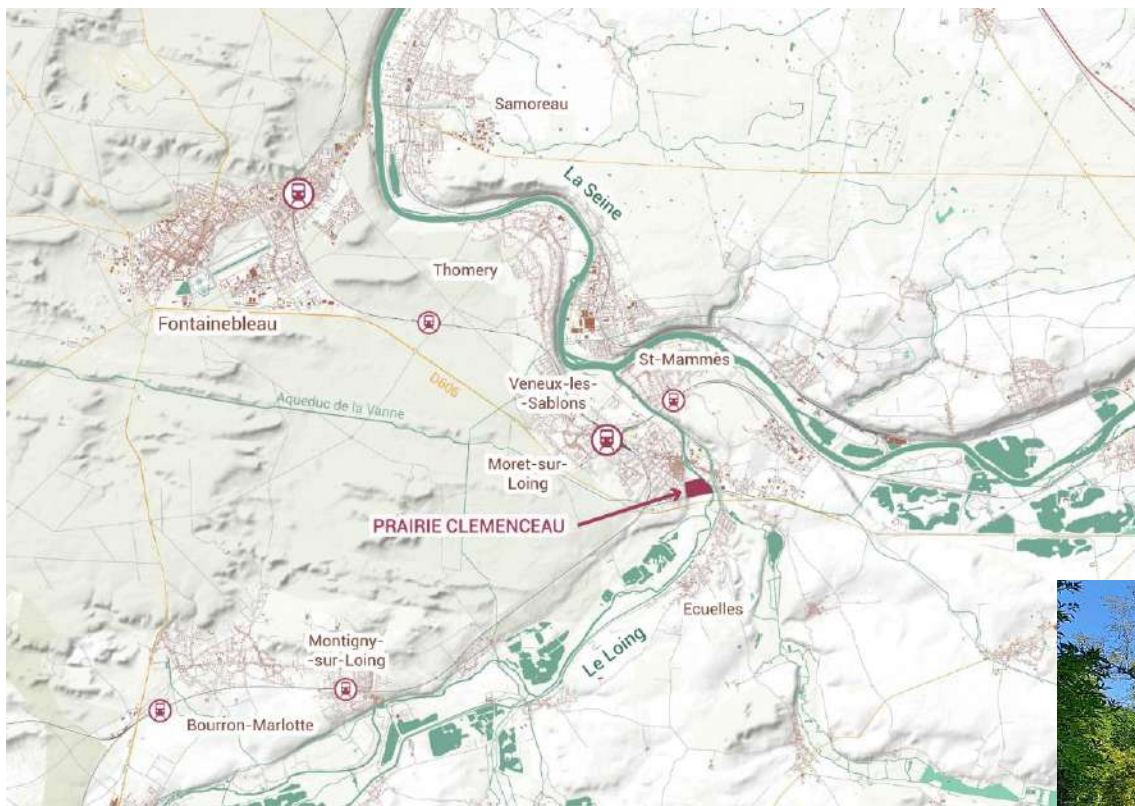 Samoreau
La Seine
Thomery
Fontainebleau
D606
St-Mammès
Veneux-les-
-Sablons
Aqueduc de la Vanne
Moret-sur-
Loing
PRAIRIE CLEMENCEAU
Ecuelles
Le Loing
Montigny-
-sur-Loing
Bourron-Marlotte